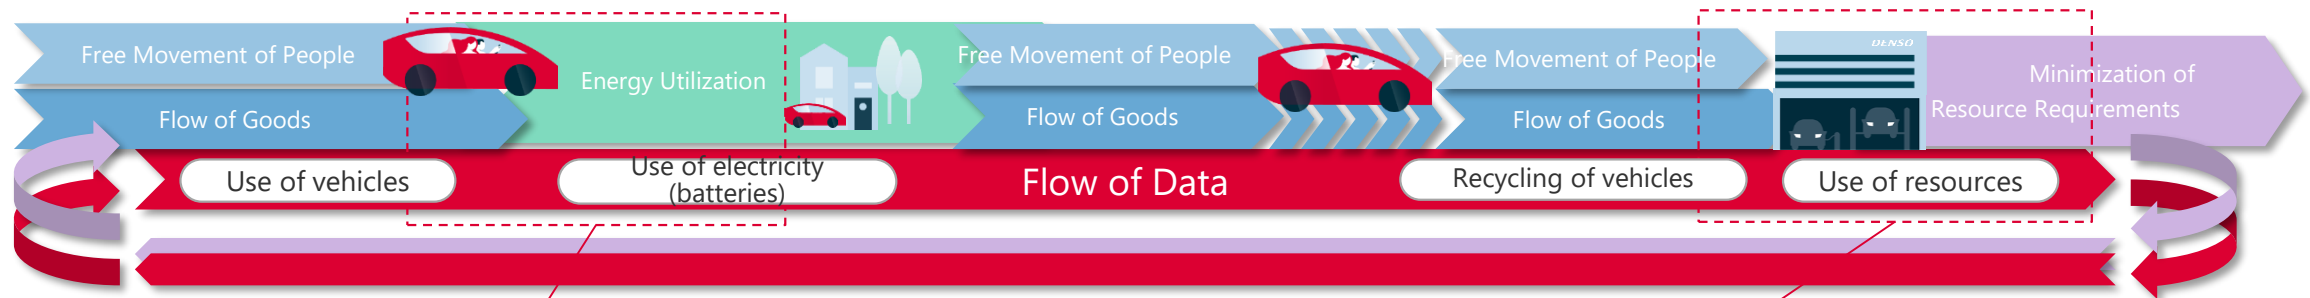 Free Movement of People
Flow of Goods
Energy Utilization
Free Movement of People
Flow of Goods
Free Movement of People
Flow of Goods
DENSO
Minimization of
Resource Requirements
Use of vehicles
Use of electricity
(batteries)
Flow of Data
Recycling of vehicles
Use of resources